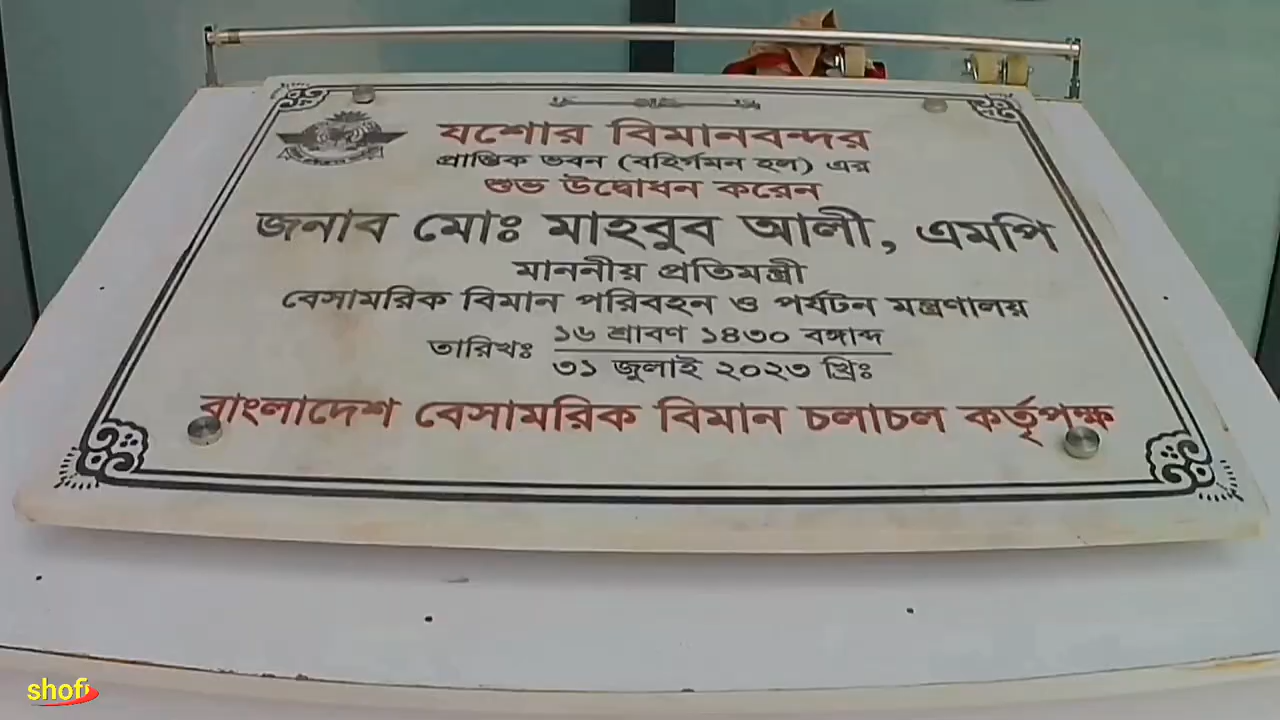 যশোর বিমানবন্দর
প্রান্তিক ভবন (বহির্গমন হল) এর
শুভ উদ্বোধন করেন
জনাব মোঃ মাহবুব আলী, এমপি
মাননীয় প্রতিমন্ত্রী
বেসামরিক বিমান পরিবহন ও পর্যটন মন্ত্রণালয়
তারিখঃ ১৬ শ্রাবণ ১৪৩০ বঙ্গাব্দ
৩১ জুলাই ২০২৩ খ্রিঃ
বাংলাদেশ বেসামরিক বিমান চলাচল কর্তৃপক্ষ
shofi